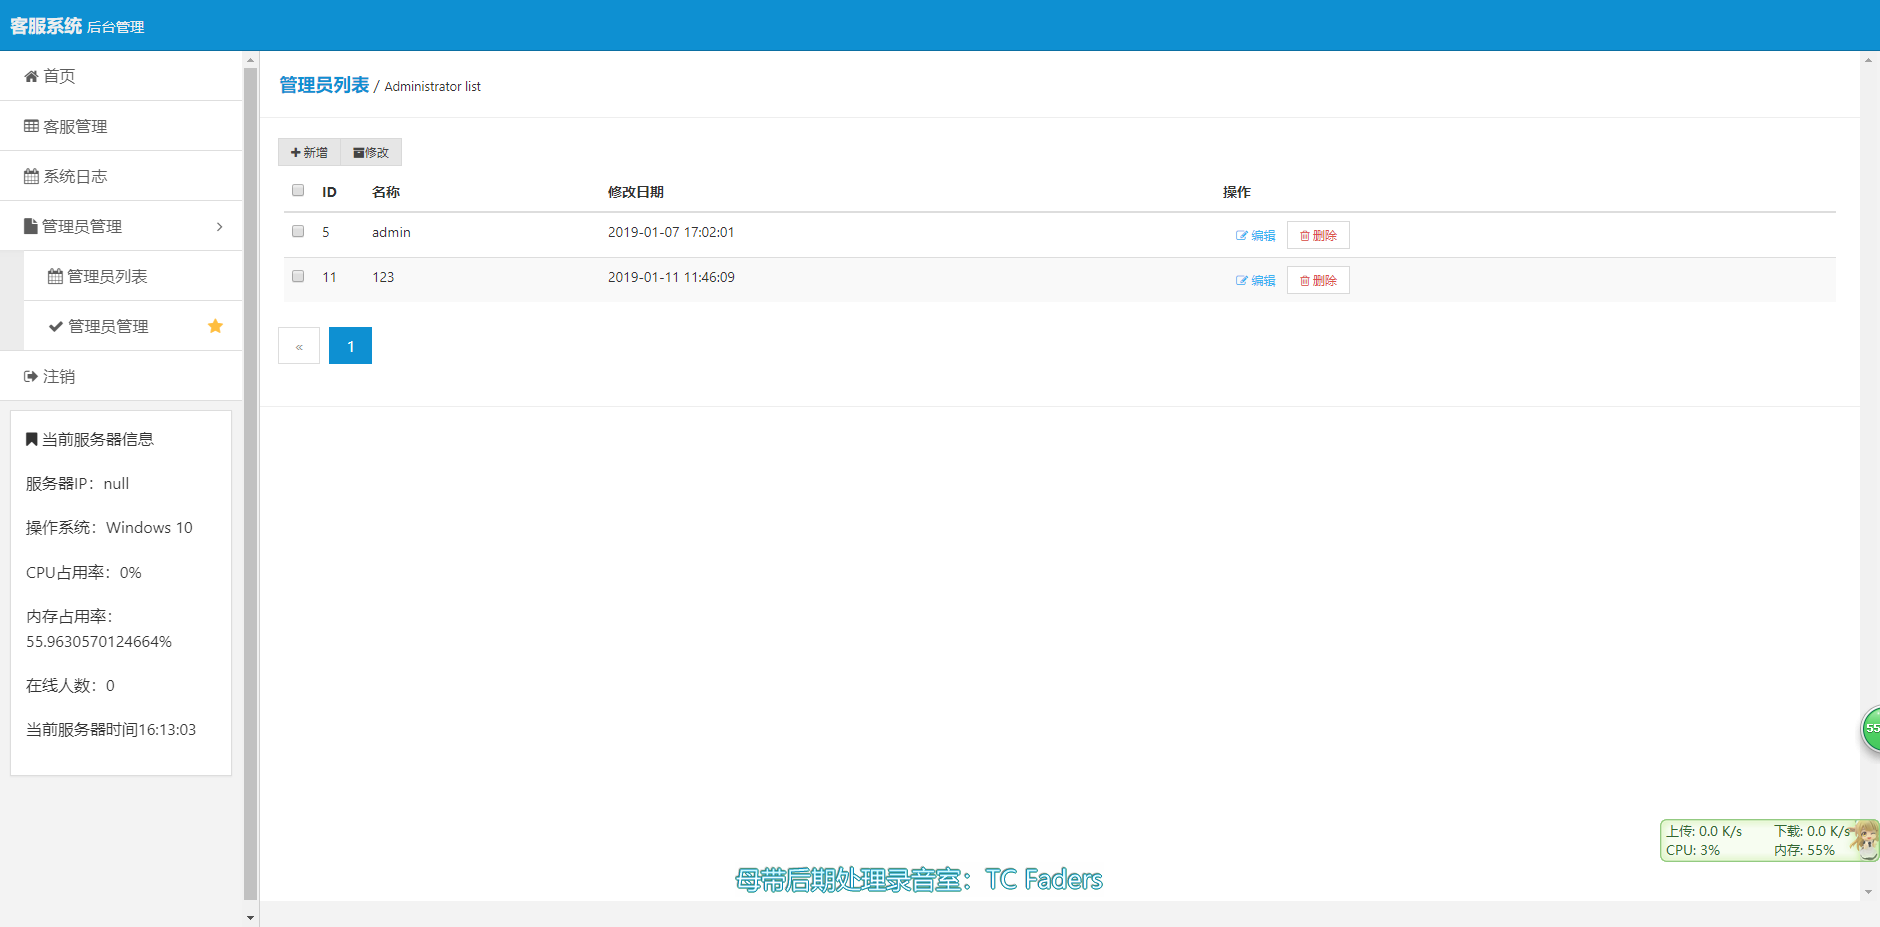 客服系统 后台管理
首页
客服管理
系统日志
管理员管理
管理员列表
管理员管理
注销
当前服务器信息
服务器IP：null
操作系统：Windows 10
CPU占用率：0%
内存占用率：
55.9630570124664%
在线人数：0
当前服务器时间16:13:03
管理员列表 / Administrator list
新增 修改
ID 名称 修改日期 操作
5 admin 2019-01-07 17:02:01 编辑 删除
11 123 2019-01-11 11:46:09 编辑 删除
« 1
55
上传: 0.0 K/s 下载: 0.0 K/s
CPU: 3% 内存: 55%
母带后期处理录音室：TC Faders